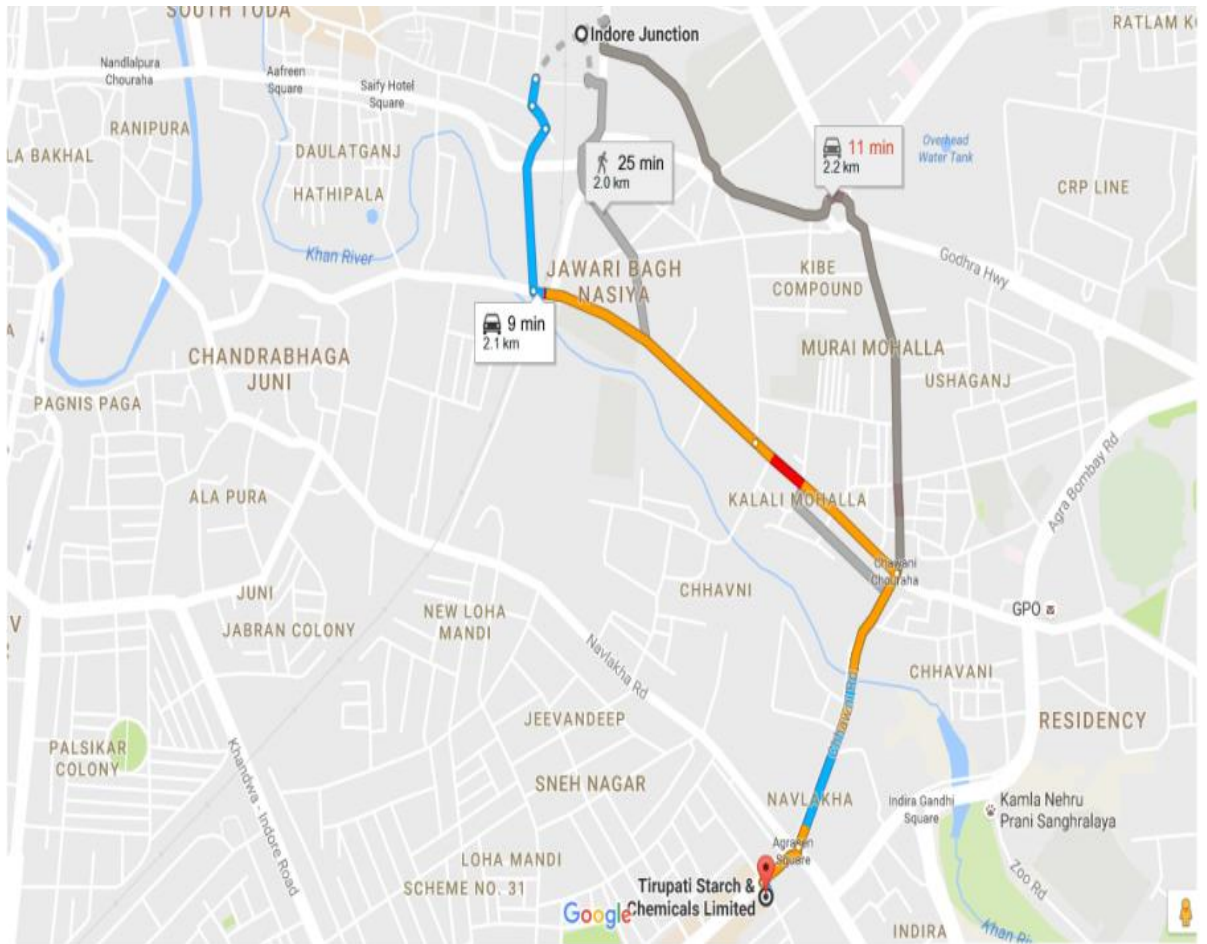 SOUTH TODA
Indore Junction
RATLAM K
Nandlalpura
Chouraha
Aafreen
Square
Saify Hotel
Square
RANIPURA
LA BAKHAL
DAULATGANJ
HATHIPALA
25 min
2.0 km
11 min
2.2 km
Overhead
Water Tank
CRP LINE
Khan River
JAWARI BAGH
NASIYA
KIBE
COMPOUND
Godhra Hwy
9 min
2.1 km
CHANDRABHAGA
JUNI
MURAI MOHALLA
USHAGANJ
PAGNIS PAGA
Agra Bombay Rd
ALA PURA
KALALI MOHALLA
Chawani
Chouraha
JUNI
JABRAN COLONY
NEW LOHA
MANDI
CHHAVNI
GPO
Navlakha Rd
CHHAVANI
RESIDENCY
JEEVANDEEP
PALSIKAR
COLONY
Khandwa - Indore Road
SNEH NAGAR
NAVLAKHA
Indira Gandhi
Square
Kamla Nehru
Prani Sanghralaya
Agrasen
Square
LOHA MANDI
SCHEME NO. 31
Zoo Rd
Tirupati Starch &
Chemicals Limited
Google
INDIRA
Khan Ri